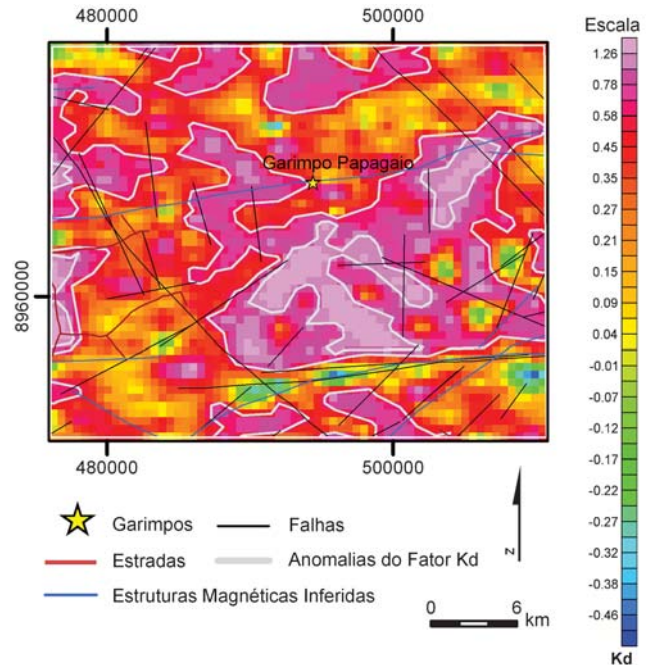 480000
500000
Escala
Garimpo Papagaio
8960000
1.26
0.78
0.58
0.45
0.35
0.27
0.21
0.15
0.09
0.04
-0.01
-0.07
-0.12
-0.17
-0.22
-0.27
-0.32
-0.38
-0.46
Kd
480000
500000
Garimpos
Falhas
Estradas
Anomalias do Fator Kd
Estruturas Magnéticas Inferidas
N
0 6
km